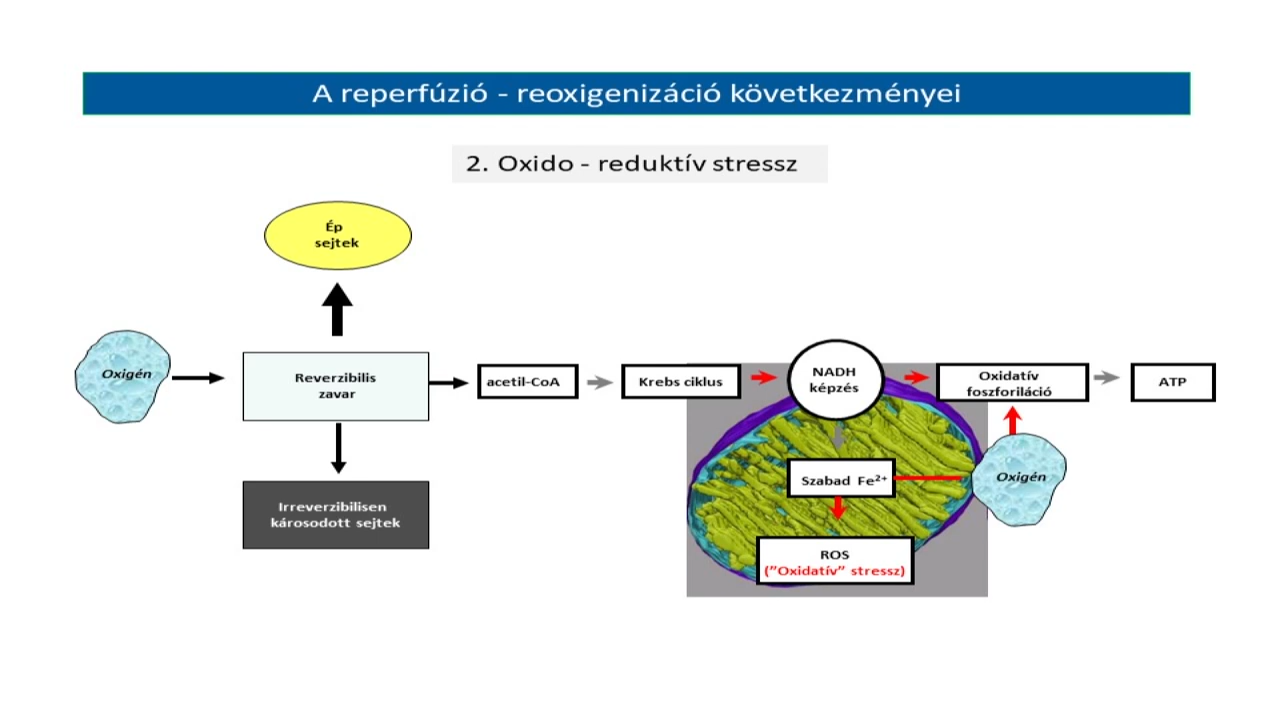 A reperfúzió - reoxigenizáció következményei
2. Oxido - reduktív stressz
Ép
sejtek
Oxigén
Reverzibilis
zavar
acetil-CoA
Krebs ciklus
NADH
képzés
Oxidatív
foszforiláció
ATP
Szabad Fe²⁺
Oxigén
Irreverzibilisen
károsodott sejtek
ROS
(”Oxidatív” stressz)